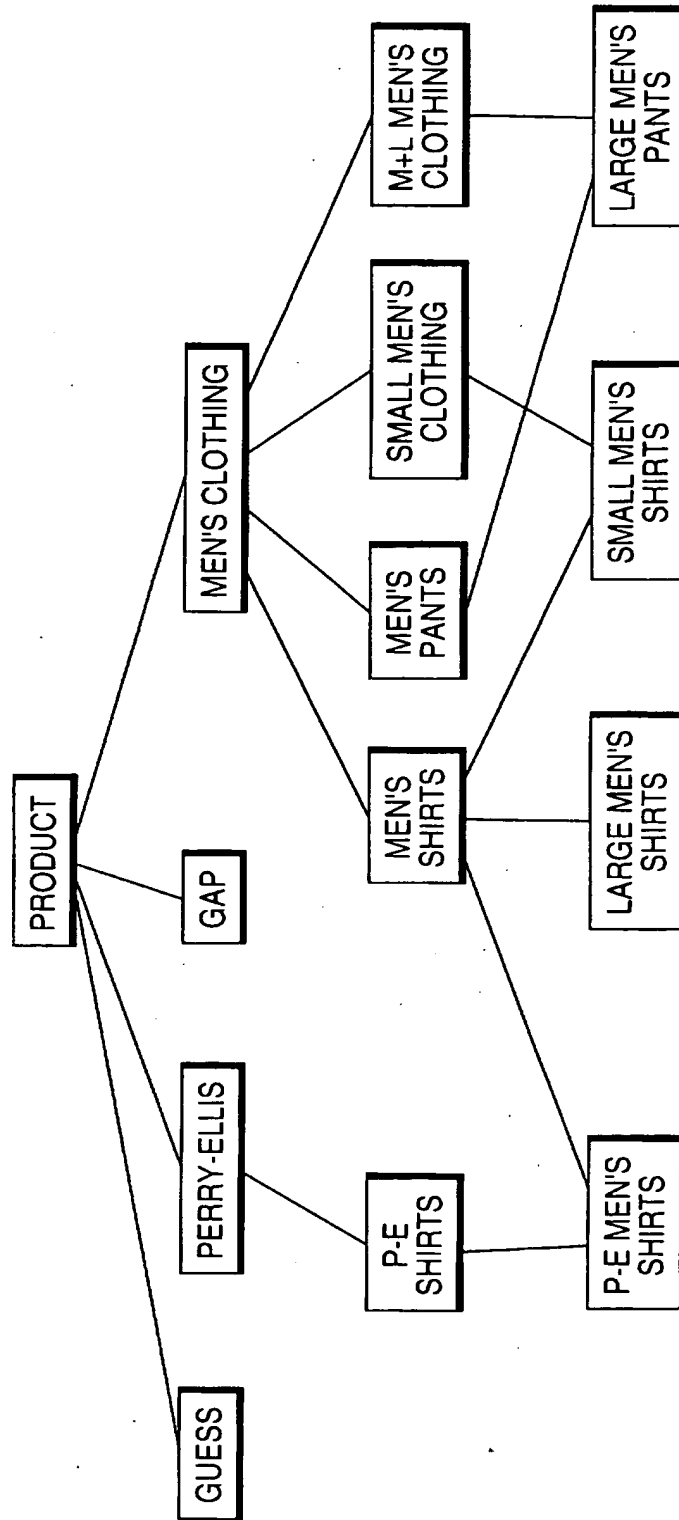 PRODUCT
GUESS
PERRY-ELLIS
GAP
MEN'S CLOTHING
P-E
SHIRTS
MEN'S
SHIRTS
MEN'S
PANTS
SMALL MEN'S
CLOTHING
M+L MEN'S
CLOTHING
P-E MEN'S
SHIRTS
LARGE MEN'S
SHIRTS
SMALL MEN'S
SHIRTS
LARGE MEN'S
PANTS